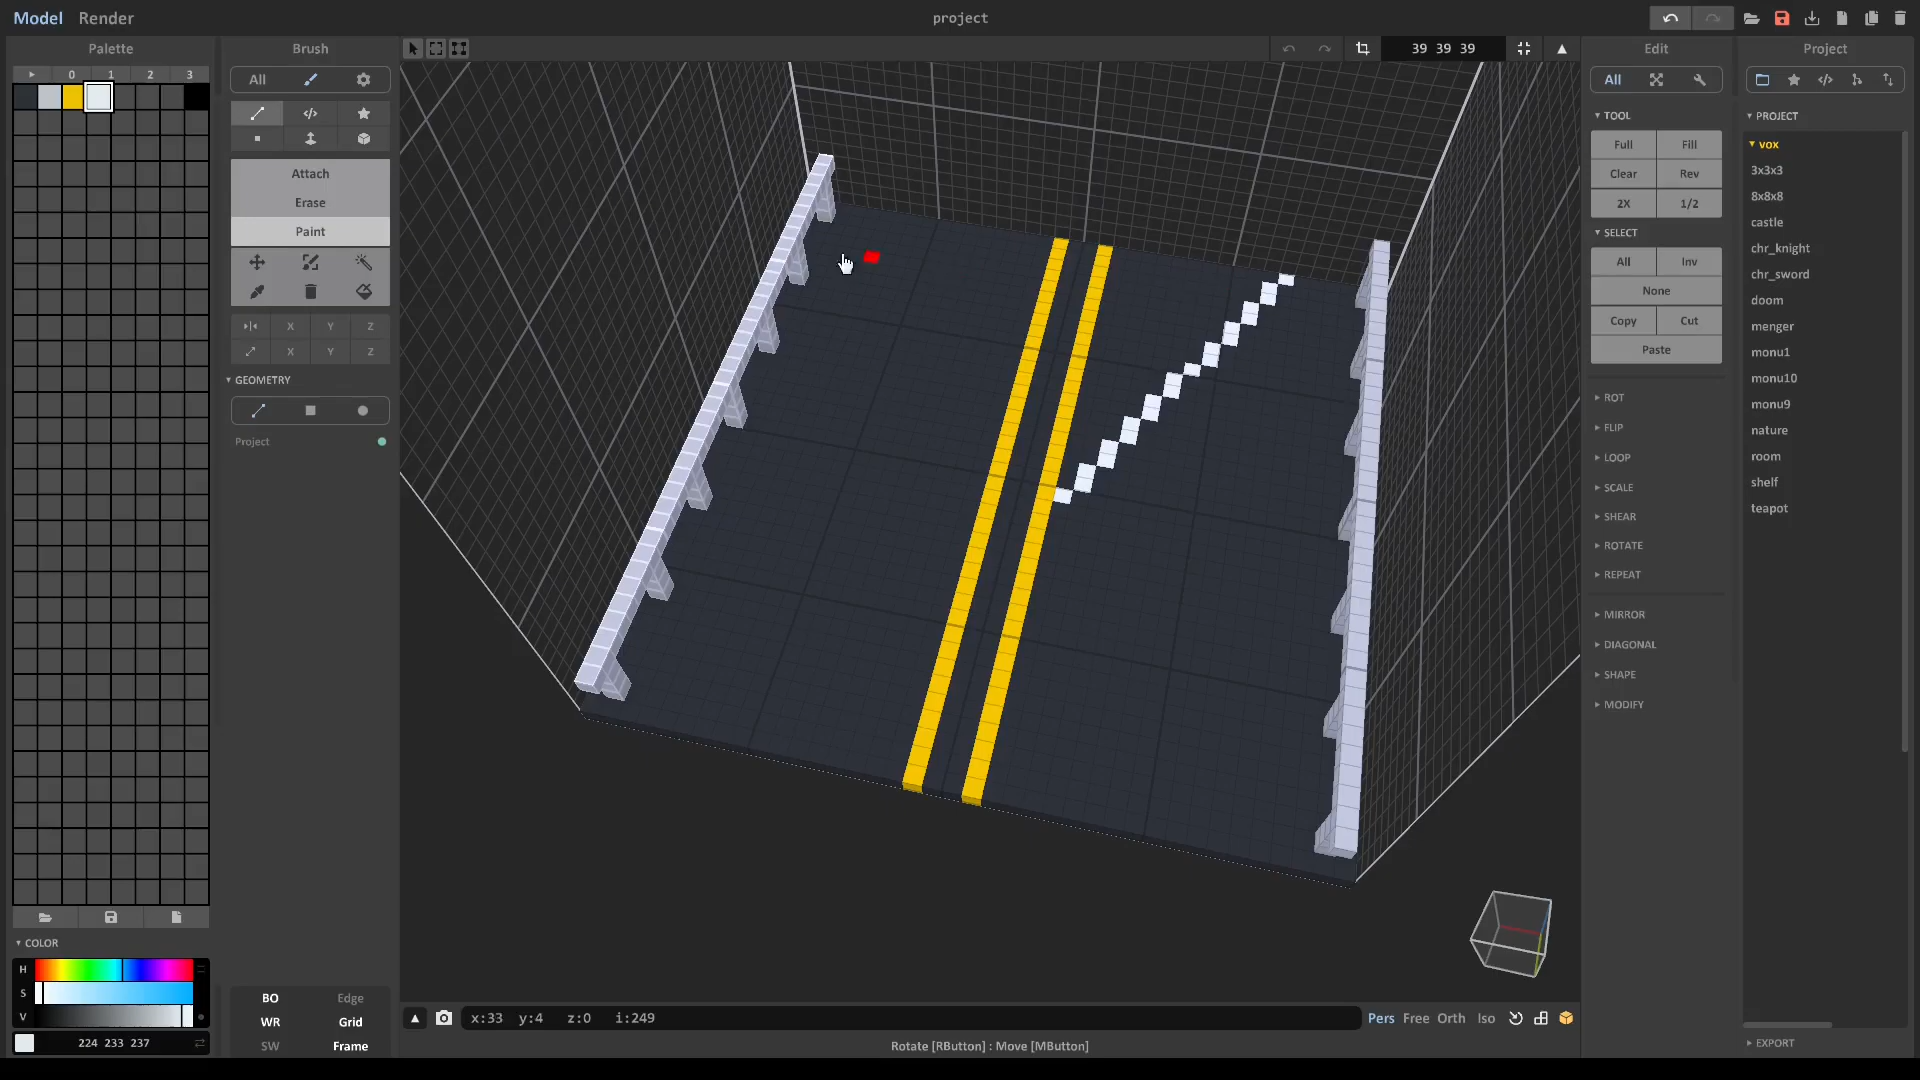 Model Render project
Palette Brush 39 39 39 Edit Project
0 1 2 3
All
All
TOOL
PROJECT
Full Fill
vox
Clear Rev
3x3x3
2X 1/2
8x8x8
Attach
castle
Erase
SELECT
chr_knight
Paint
All Inv
chr_sword
None
doom
Copy Cut
menger
X Y Z
Paste
monu1
X Y Z
monu10
GEOMETRY
ROT
monu9
FLIP
nature
Project
LOOP
room
SCALE
shelf
SHEAR
teapot
ROTATE
REPEAT
MIRROR
DIAGONAL
SHAPE
MODIFY
COLOR
H
S
V
224 233 237
BO Edge
WR Grid
SW Frame
x:33 y:4 z:0 i:249
Pers Free Orth Iso
Rotate [RButton] : Move [MButton]
EXPORT